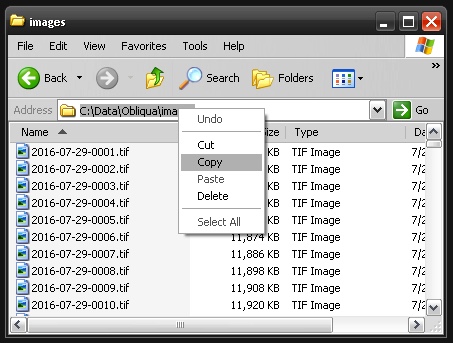 images
File Edit View Favorites Tools Help
Back Search Folders
Address C:\Data\Obliqua\ima Go
Undo
Cut
Copy
Paste
Delete
Select All
Name Size Type
2016-07-29-0001.tif KB TIF Image 7/2
2016-07-29-0002.tif KB TIF Image 7/2
2016-07-29-0003.tif KB TIF Image 7/2
2016-07-29-0004.tif KB TIF Image 7/2
2016-07-29-0005.tif KB TIF Image 7/2
2016-07-29-0006.tif 11,874 KB TIF Image 7/2
2016-07-29-0007.tif 11,886 KB TIF Image 7/2
2016-07-29-0008.tif 11,898 KB TIF Image 7/2
2016-07-29-0009.tif 11,908 KB TIF Image 7/2
2016-07-29-0010.tif 11,920 KB TIF Image 7/2